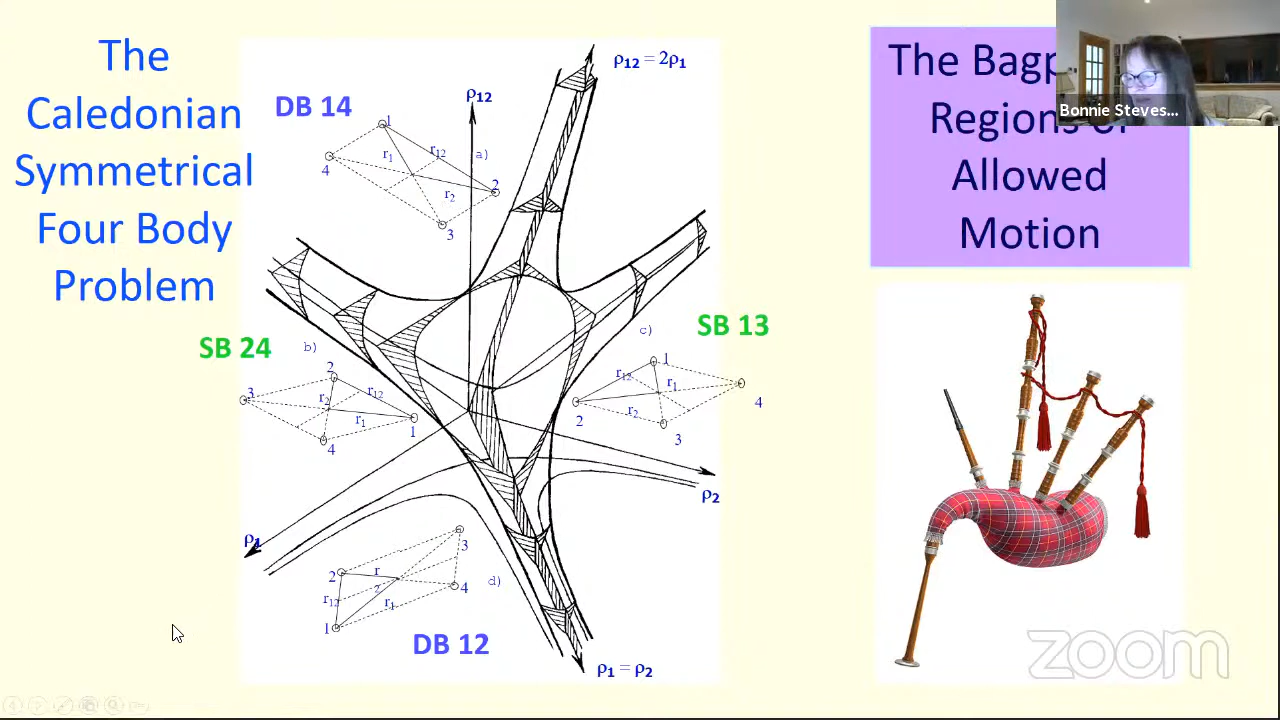 The
Caledonian
Symmetrical
Four Body
Problem
The Bagp
Regions of
Allowed
Motion
Bonnie Steves...
ρ12 = 2ρ1
ρ12
DB 14
1
r1
r12
a)
4
2
r2
3
SB 24
b)
2
3
r12
r2
r1
1
4
SB 13
c)
1
r12
r1
4
r2
2
3
ρ2
ρ1
3
2
r
2
d)
4
r12
r1
1
DB 12
ρ1 = ρ2
zoom